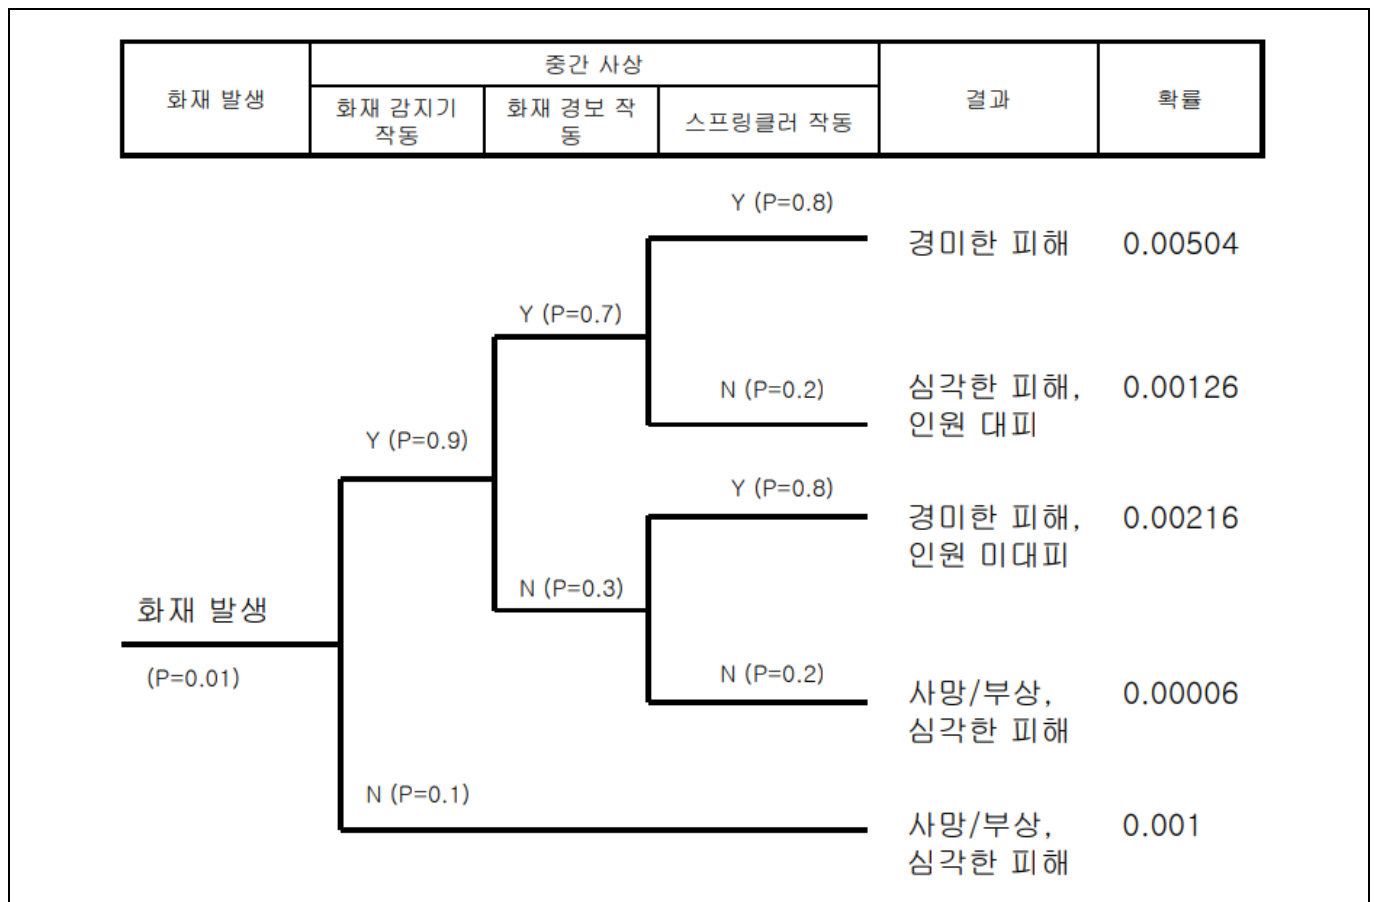 화재 발생
중간 사상
화재 감지기
작동
화재 경보 작
동
스프링클러 작동
결과
확률
Y (P=0.8)
경미한 피해 0.00504
Y (P=0.7)
N (P=0.2)
심각한 피해, 0.00126
인원 대피
Y (P=0.9)
Y (P=0.8)
경미한 피해, 0.00216
인원 미대피
N (P=0.3)
화재 발생
(P=0.01)
N (P=0.2)
사망/부상, 0.00006
심각한 피해
N (P=0.1)
사망/부상, 0.001
심각한 피해